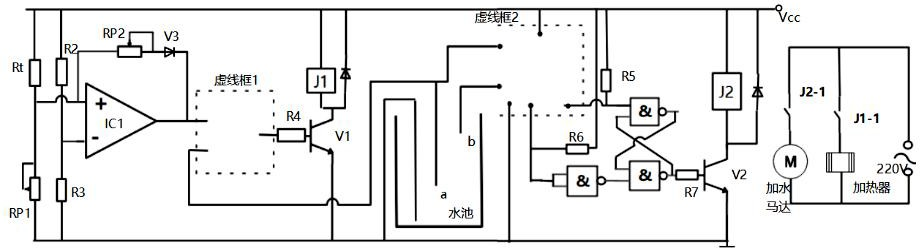 Vcc
虚线框2
RP2
V3
R2
Rt
虚线框1
J1
R5
J2
J2-1
J1-1
+
IC1
-
R4
V1
b
&
R6
&
&
R7
V2
M
220V
RP1
R3
a
水池
加水
马达
加热器